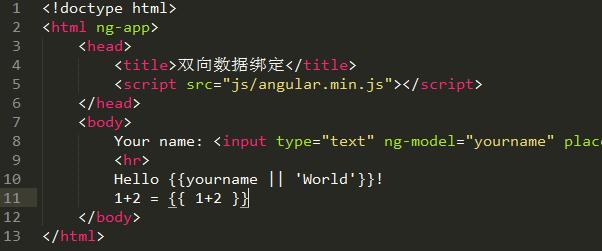 1 <!doctype html>
2 <html ng-app>
3 <head>
4 <title>双向数据绑定</title>
5 <script src="js/angular.min.js"></script>
6 </head>
7 <body>
8 Your name: <input type="text" ng-model="yourname" plac
9 <hr>
10 Hello {{yourname || 'World'}}!
11 1+2 = {{ 1+2 }}
12 </body>
13 </html>